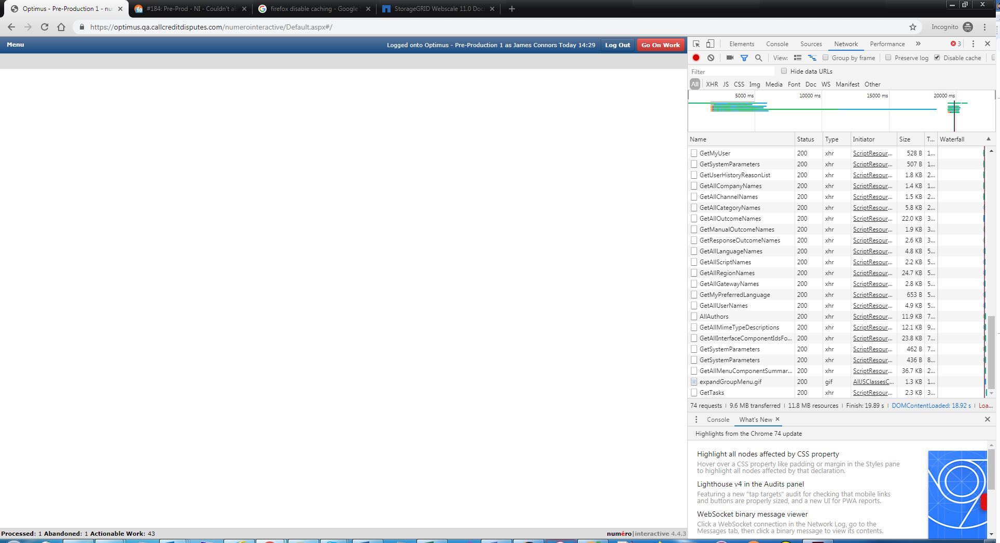 Optimus - Pre-Production 1 - nu
#184: Pre-Prod - NI - Couldn't a
firefox disable caching - Google
StorageGRID Webscale 11.0 Doc
https://optimus.qa.callcreditdisputes.com/numerointeractive/Default.aspx#/
Incognito
Menu
Logged onto Optimus - Pre-Production 1 as James Connors Today 14:29
Log Out
Go On Work
Elements Console Sources Network Performance » 3
View: Group by frame Preserve log Disable cache
Filter Hide data URLs
All XHR JS CSS Img Media Font Doc WS Manifest Other
5000 ms 10000 ms 15000 ms 20000 ms
Name Status Type Initiator Size T... Waterfall
GetMyUser 200 xhr ScriptResour... 528 B 1...
GetSystemParameters 200 xhr ScriptResour... 507 B 1...
GetUserHistoryReasonList 200 xhr ScriptResour... 1.8 KB 2...
GetAllCompanyNames 200 xhr ScriptResour... 1.4 KB 1...
GetAllChannelNames 200 xhr ScriptResour... 1.5 KB 2...
GetAllCategoryNames 200 xhr ScriptResour... 5.8 KB 2...
GetAllOutcomeNames 200 xhr ScriptResour... 22.0 KB 3...
GetManualOutcomeNames 200 xhr ScriptResour... 1.9 KB 3...
GetResponseOutcomeNames 200 xhr ScriptResour... 2.6 KB 3...
GetAllLanguageNames 200 xhr ScriptResour... 4.8 KB 5...
GetAllScriptNames 200 xhr ScriptResour... 2.2 KB 5...
GetAllRegionNames 200 xhr ScriptResour... 24.7 KB 5...
GetAllGatewayNames 200 xhr ScriptResour... 2.8 KB 5...
GetMyPreferredLanguage 200 xhr ScriptResour... 653 B 5...
GetAllUserNames 200 xhr ScriptResour... 4.9 KB 5...
AllAuthors 200 xhr ScriptResour... 11.9 KB 7...
GetAllMimeTypeDescriptions 200 xhr ScriptResour... 12.1 KB 9...
GetAllInterfaceComponentIdsFo... 200 xhr ScriptResour... 23.8 KB 7...
GetSystemParameters 200 xhr ScriptResour... 462 B 7...
GetSystemParameters 200 xhr ScriptResour... 436 B 8...
GetAllMenuComponentSummar... 200 xhr ScriptResour... 36.7 KB 2...
expandGroupMenu.gif 200 gif AllJSClassesC... 1.3 KB 1...
GetTasks 200 xhr ScriptResour... 2.3 KB 3...
74 requests | 9.6 MB transferred | 11.8 MB resources | Finish: 19.89 s | DOMContentLoaded: 18.92 s | Loa...
Console What's New
Highlights from the Chrome 74 update
Highlight all nodes affected by CSS property
Hover over a CSS property like padding or margin in the Styles pane
to highlight all nodes affected by that declaration.
Lighthouse v4 in the Audits panel
Featuring a new "tap targets" audit for checking that mobile links
and buttons are properly sized, and a new UI for PWA reports.
WebSocket binary message viewer
Click a WebSocket connection in the Network Log, go to the
Messages tab, then click a binary message to view its contents.
Processed: 1 Abandoned: 1 Actionable Work: 43
numéro|interactive 4.4.3